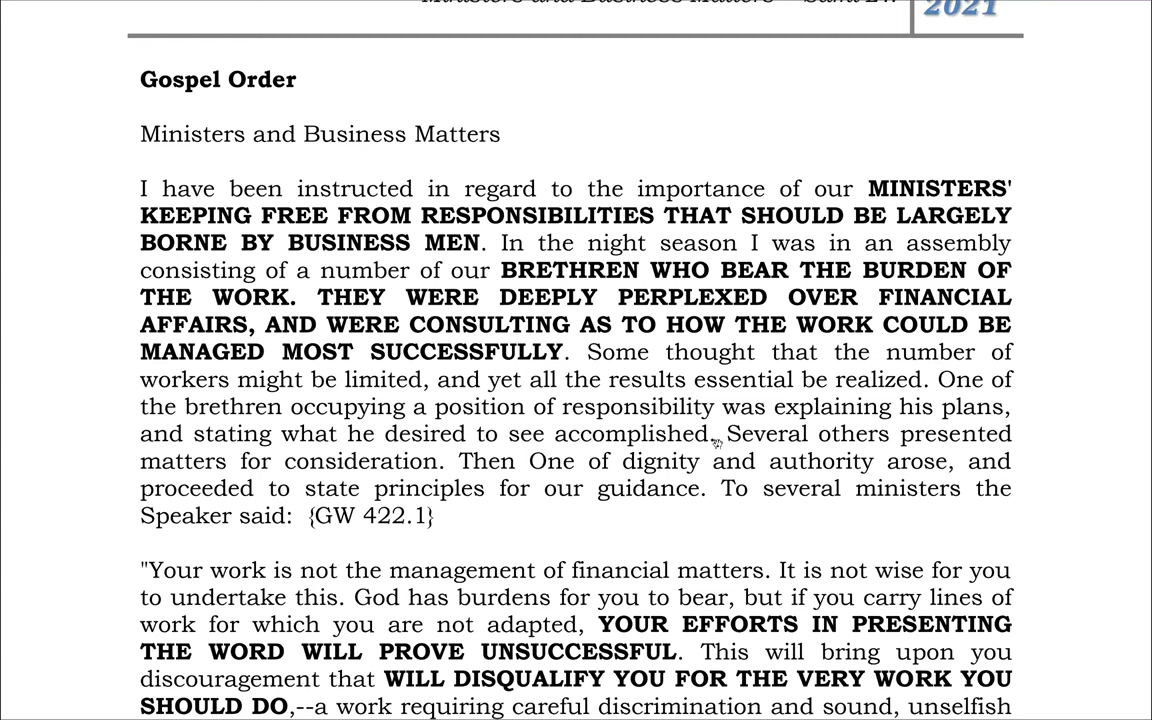 2021
Gospel Order
Ministers and Business Matters
I have been instructed in regard to the importance of our MINISTERS'
KEEPING FREE FROM RESPONSIBILITIES THAT SHOULD BE LARGELY
BORNE BY BUSINESS MEN. In the night season I was in an assembly
consisting of a number of our BRETHREN WHO BEAR THE BURDEN OF
THE WORK. THEY WERE DEEPLY PERPLEXED OVER FINANCIAL
AFFAIRS, AND WERE CONSULTING AS TO HOW THE WORK COULD BE
MANAGED MOST SUCCESSFULLY. Some thought that the number of
workers might be limited, and yet all the results essential be realized. One of
the brethren occupying a position of responsibility was explaining his plans,
and stating what he desired to see accomplished. Several others presented
matters for consideration. Then One of dignity and authority arose, and
proceeded to state principles for our guidance. To several ministers the
Speaker said:  {GW 422.1}
"Your work is not the management of financial matters. It is not wise for you
to undertake this. God has burdens for you to bear, but if you carry lines of
work for which you are not adapted, YOUR EFFORTS IN PRESENTING
THE WORD WILL PROVE UNSUCCESSFUL. This will bring upon you
discouragement that WILL DISQUALIFY YOU FOR THE VERY WORK YOU
SHOULD DO,--a work requiring careful discrimination and sound, unselfish